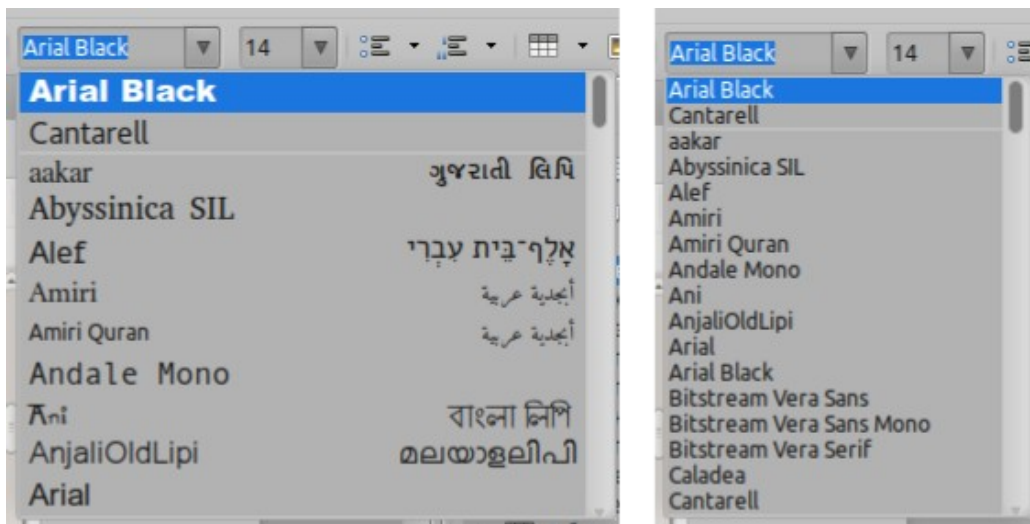 Arial Black 14
Arial Black
Cantarell
aakar ગુજરાતી લિપિ
Abyssinica SIL
Alef אָלֶף־בֵּית עִבְרִי
Amiri أبجدية عربية
Amiri Quran أبجدية عربية
Andale Mono
Ani বাংলা লিপি
AnjaliOldLipi മലയാളലിപി
Arial
Arial Black 14
Arial Black
Cantarell
aakar
Abyssinica SIL
Alef
Amiri
Amiri Quran
Andale Mono
Ani
AnjaliOldLipi
Arial
Arial Black
Bitstream Vera Sans
Bitstream Vera Sans Mono
Bitstream Vera Serif
Caladea
Cantarell